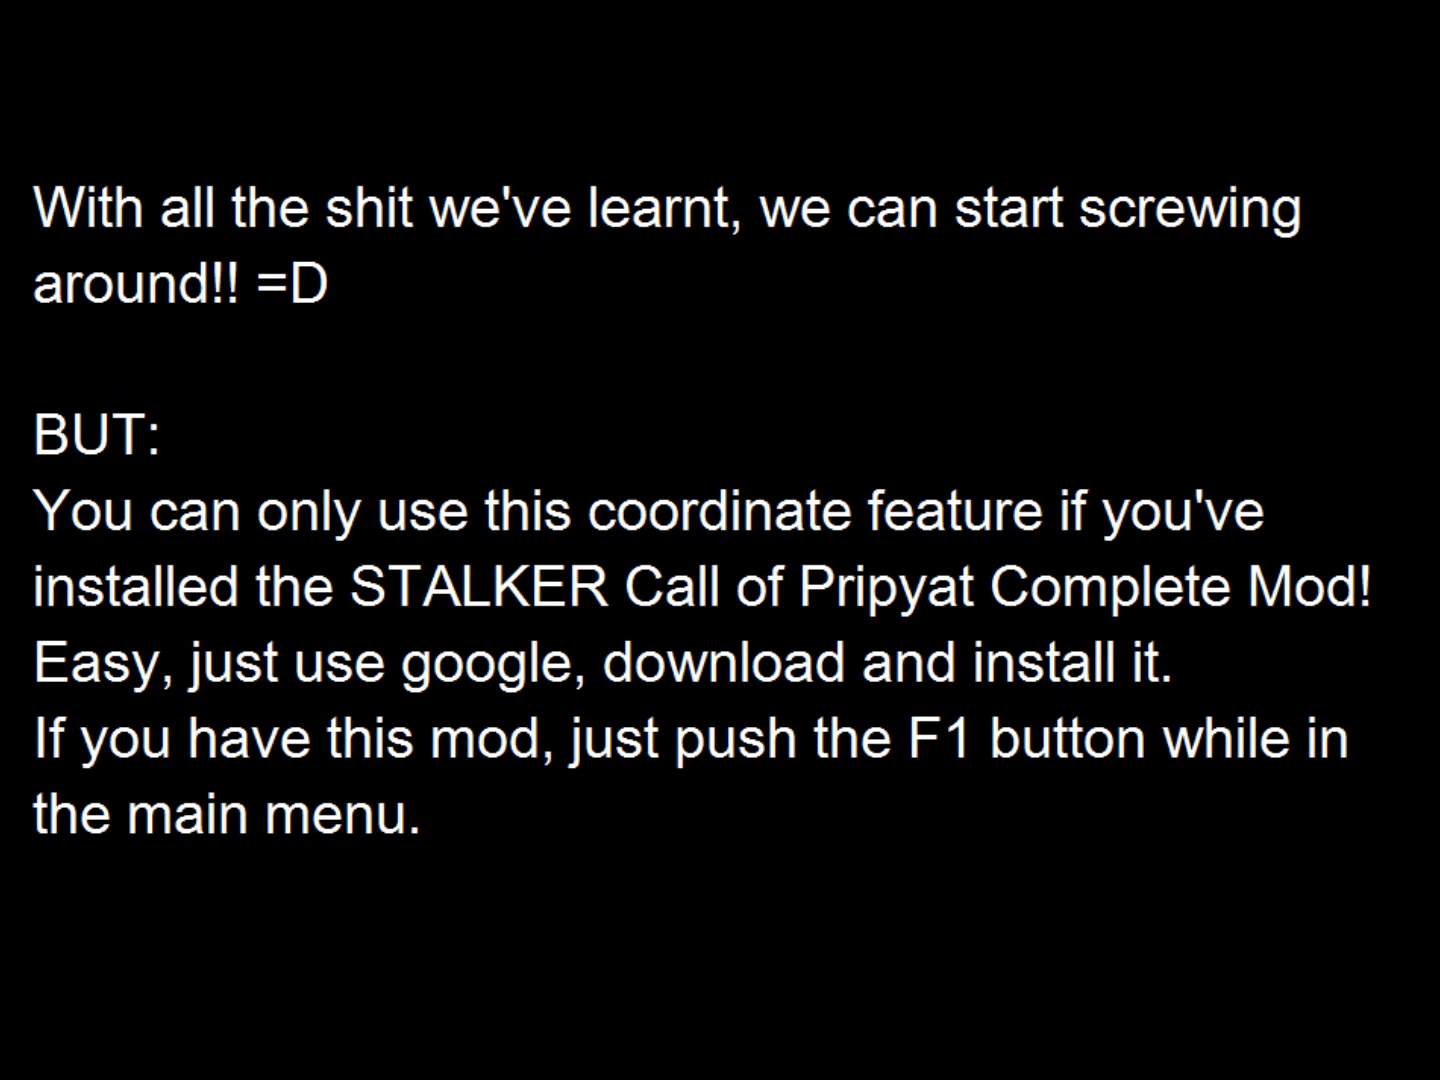 With all the shit we've learnt, we can start screwing
around!! =D
BUT:
You can only use this coordinate feature if you've
installed the STALKER Call of Pripyat Complete Mod!
Easy, just use google, download and install it.
If you have this mod, just push the F1 button while in
the main menu.